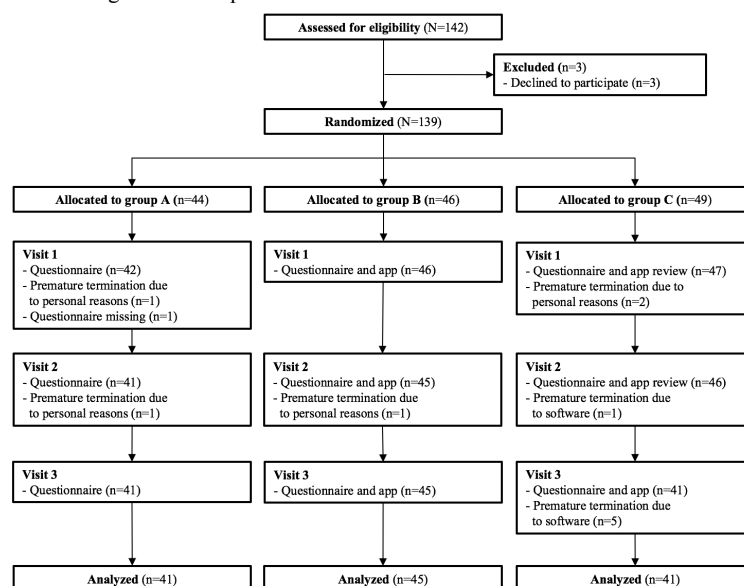 Assessed for eligibility (N=142)
Excluded (n=3)
- Declined to participate (n=3)
Randomized (N=139)
Allocated to group A (n=44)
Allocated to group B (n=46)
Allocated to group C (n=49)
Visit 1
- Questionnaire (n=42)
- Premature termination due
to personal reasons (n=1)
- Questionnaire missing (n=1)
Visit 1
- Questionnaire and app (n=46)
Visit 1
- Questionnaire and app review (n=47)
- Premature termination due to
personal reasons (n=2)
Visit 2
- Questionnaire (n=41)
- Premature termination due
to personal reasons (n=1)
Visit 2
- Questionnaire and app (n=45)
- Premature termination due
to personal reasons (n=1)
Visit 2
- Questionnaire and app review (n=46)
- Premature termination due
to software (n=1)
Visit 3
- Questionnaire (n=41)
Visit 3
- Questionnaire and app (n=45)
Visit 3
- Questionnaire and app (n=41)
- Premature termination due
to software (n=5)
Analyzed (n=41)
Analyzed (n=45)
Analyzed (n=41)